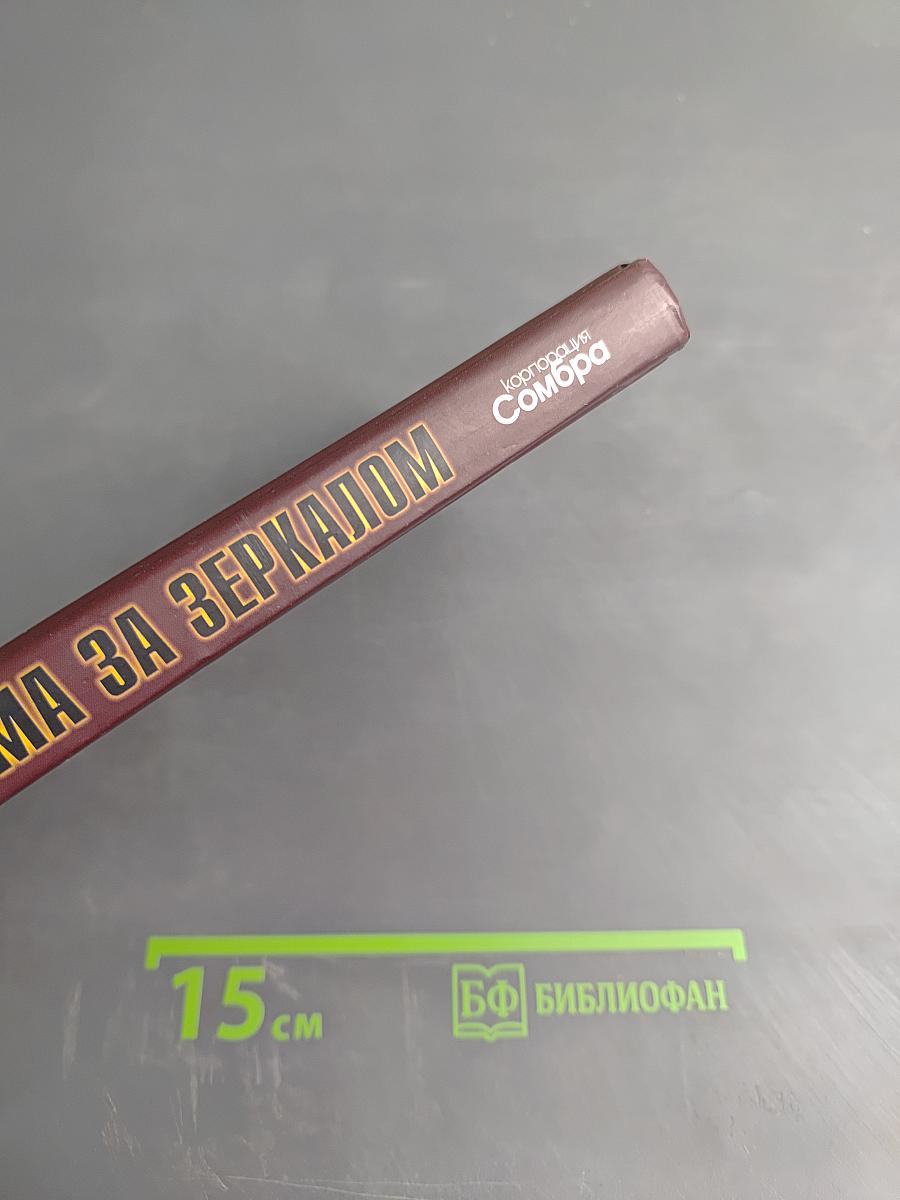 корпорация
Сомбра
МА ЗА ЗЕРКАЛОМ
15 см
БФ БИБЛИОФАН